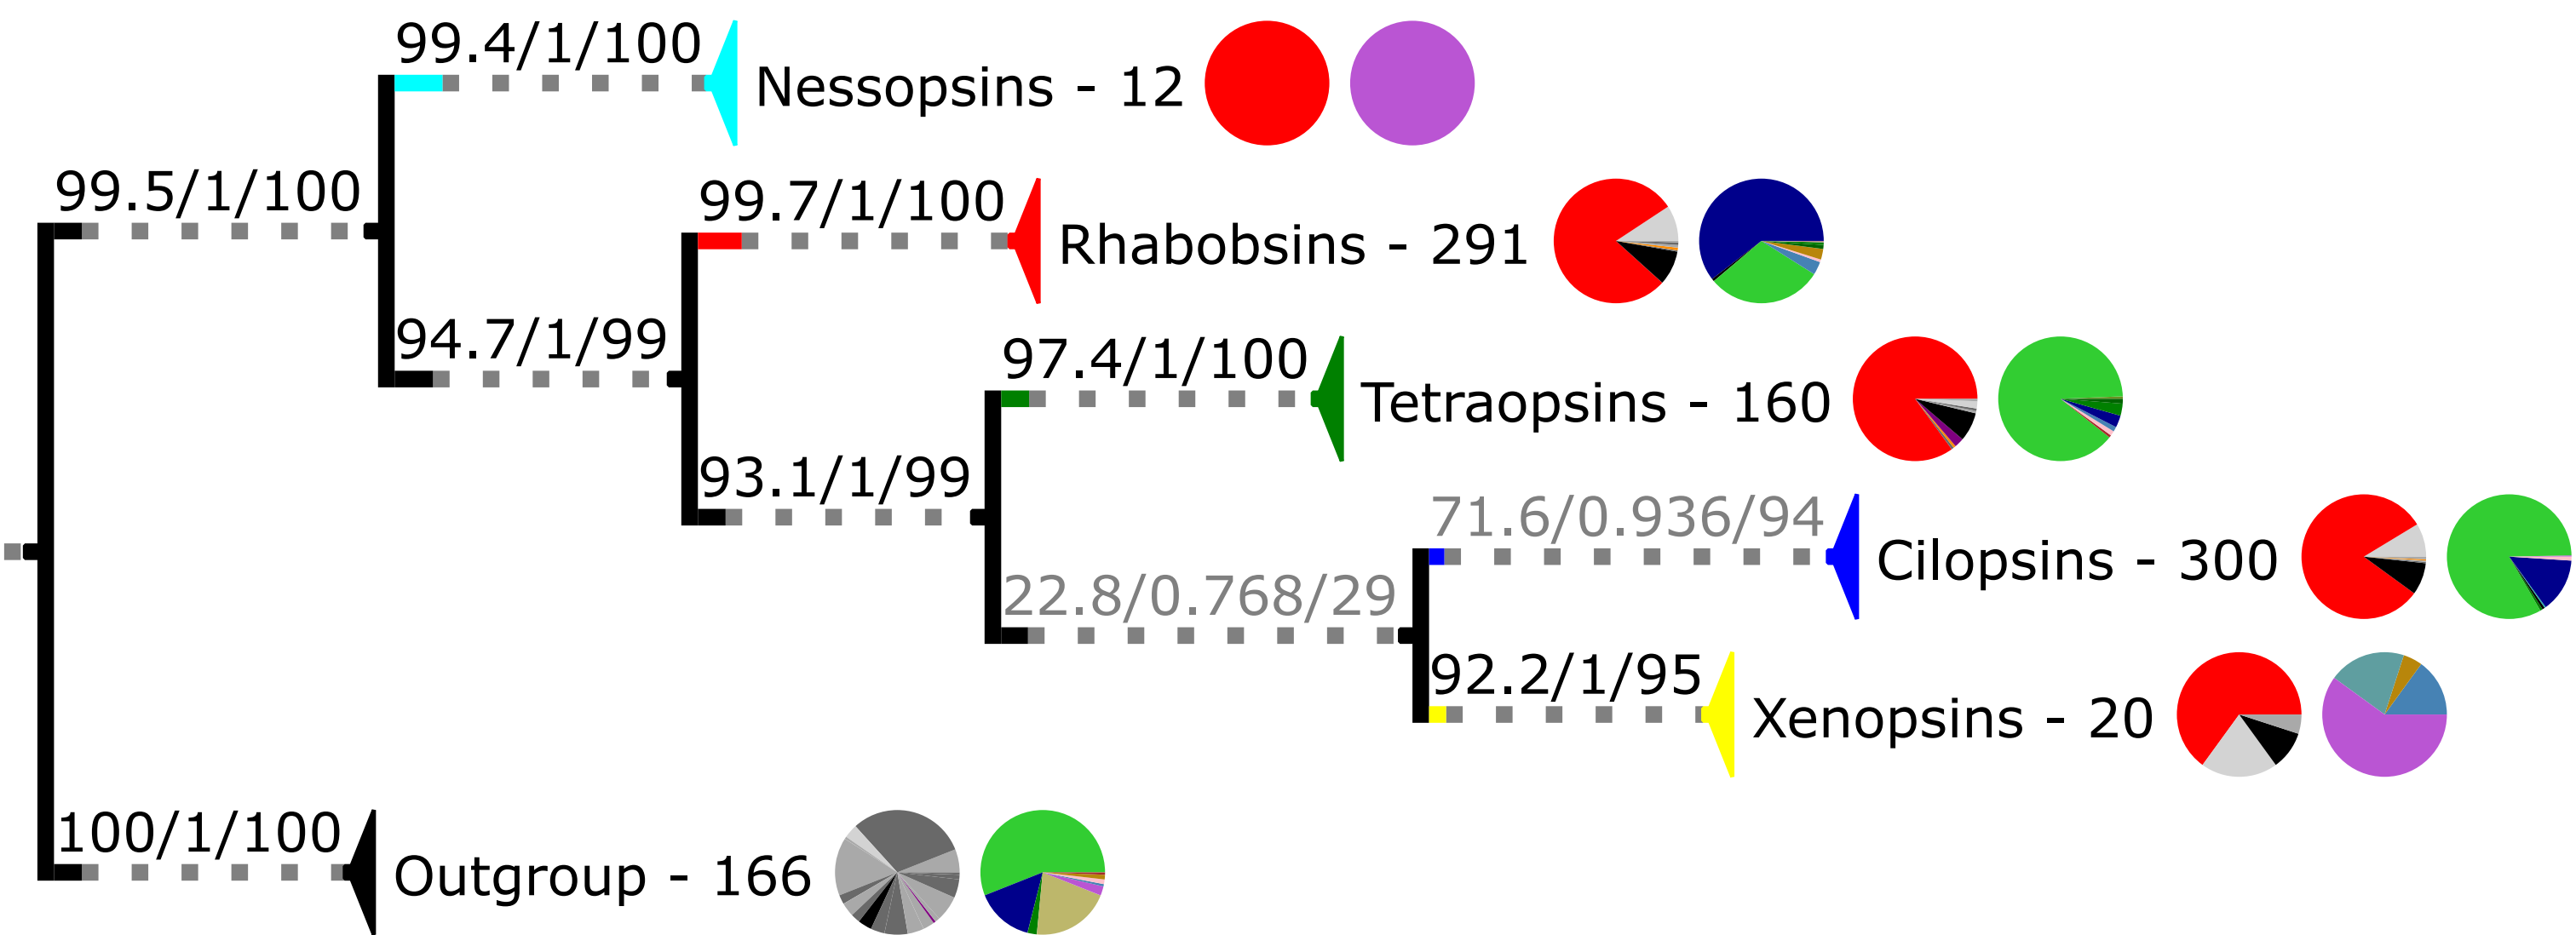 99.4/1/100
Nessopsins - 12
99.5/1/100
99.7/1/100
Rhabobsins - 291
94.7/1/99
97.4/1/100
Tetraopsins - 160
93.1/1/99
71.6/0.936/94
Cilopsins - 300
22.8/0.768/29
92.2/1/95
Xenopsins - 20
100/1/100
Outgroup - 166